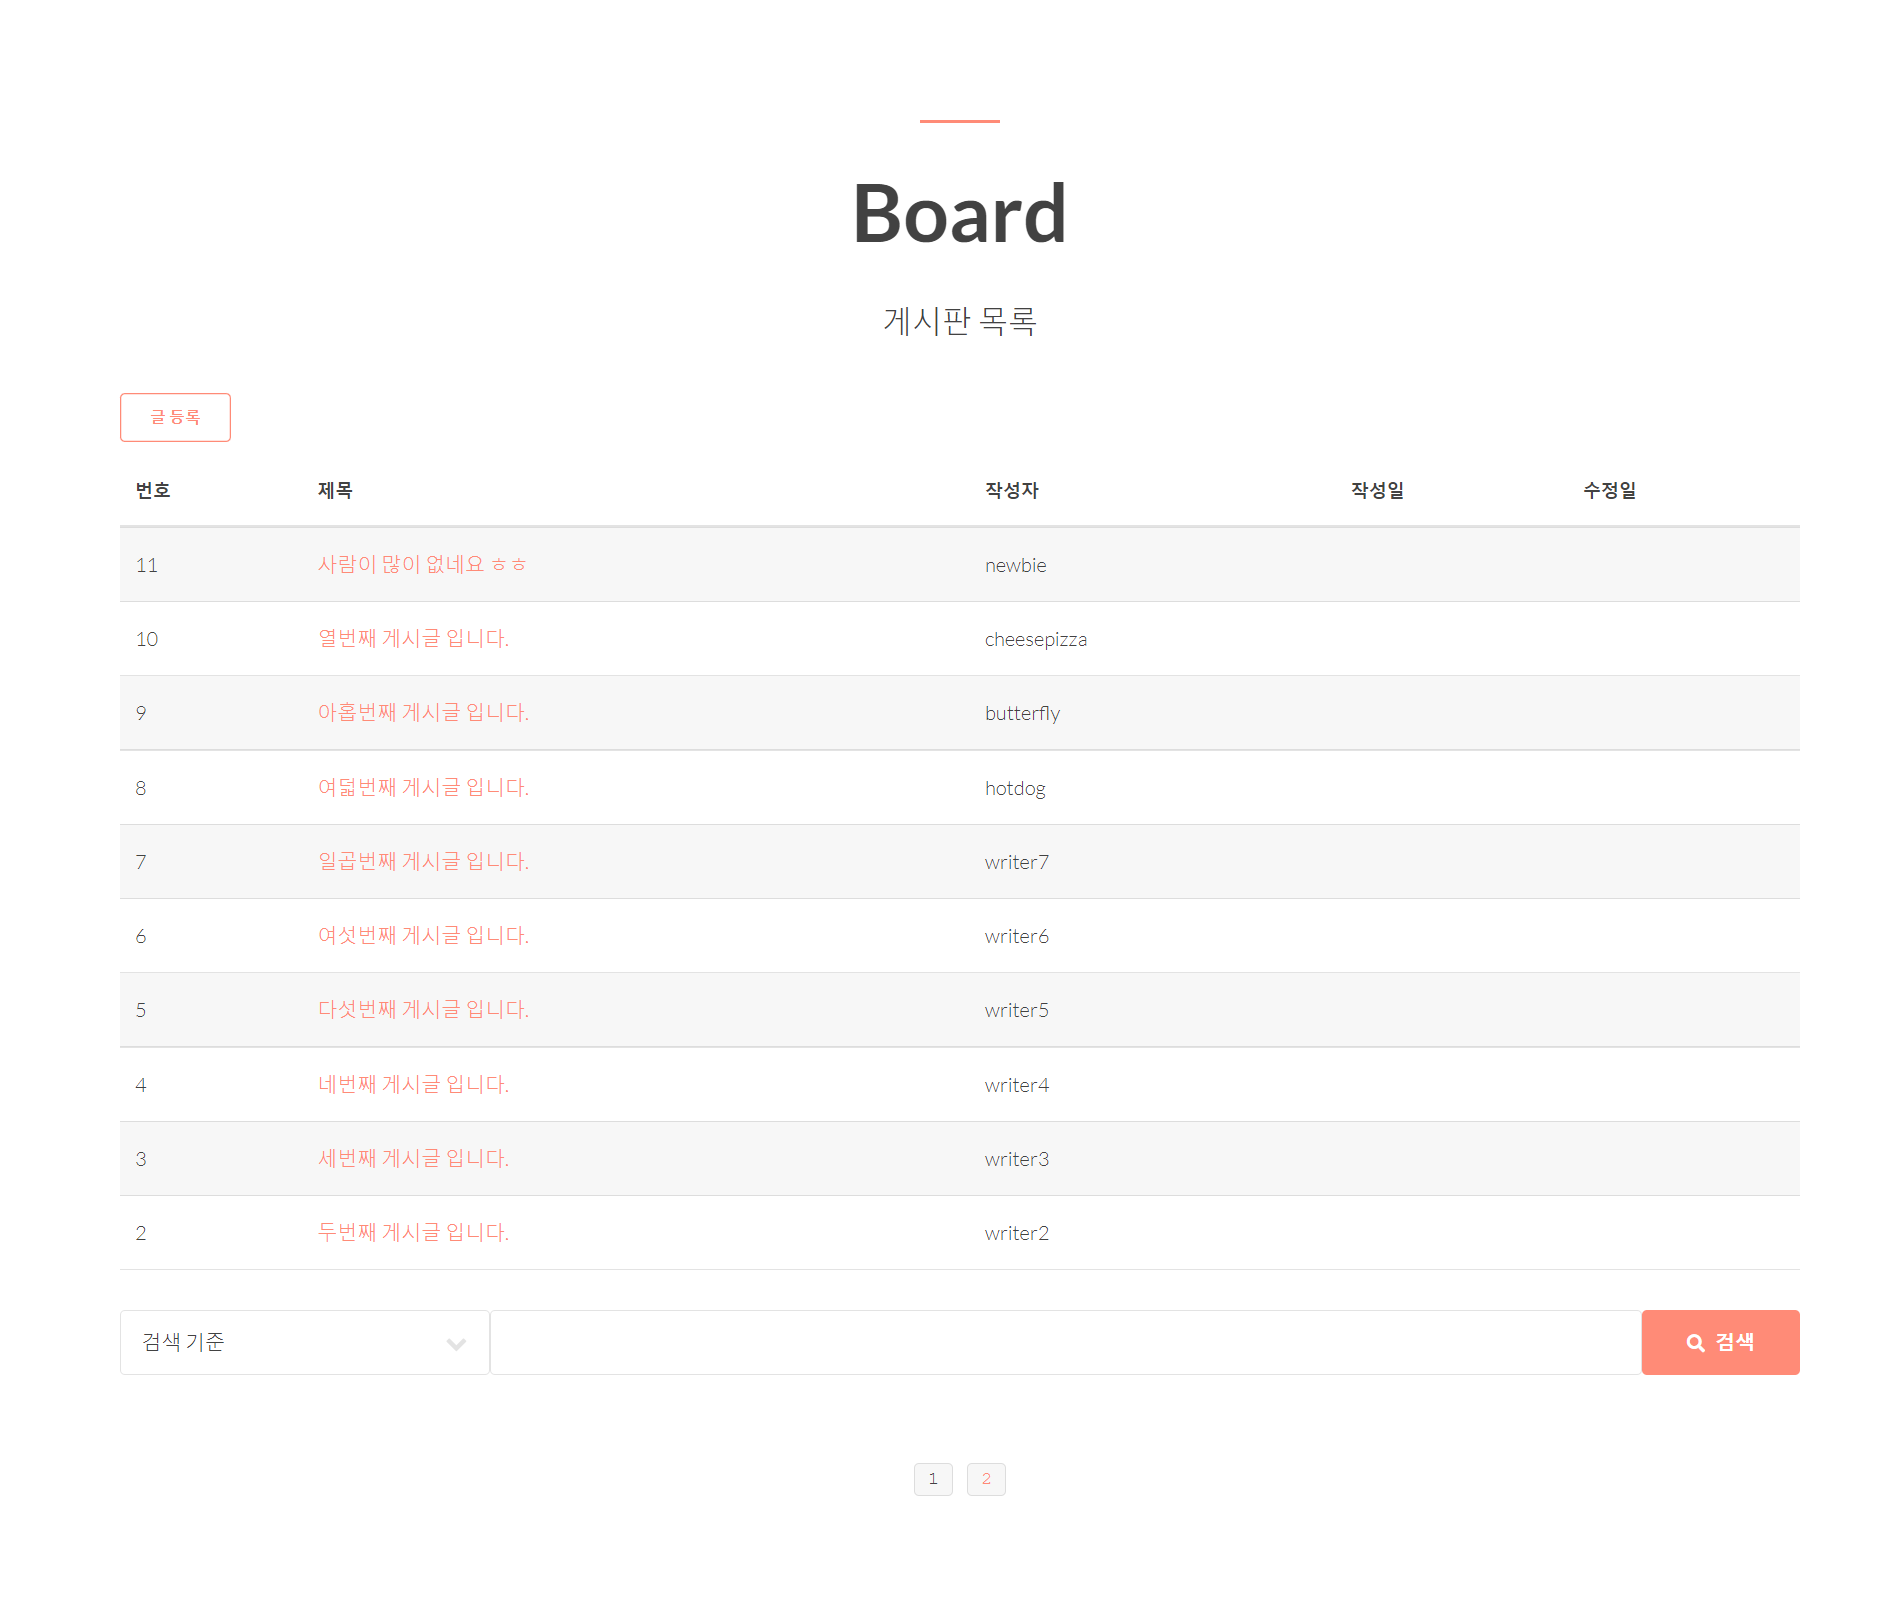 Board
게시판 목록
글 등록
번호 제목 작성자 작성일 수정일
11 사람이 많이 없네요 ㅎㅎ newbie
10 열번째 게시글 입니다. cheesepizza
9 아홉번째 게시글 입니다. butterfly
8 여덟번째 게시글 입니다. hotdog
7 일곱번째 게시글 입니다. writer7
6 여섯번째 게시글 입니다. writer6
5 다섯번째 게시글 입니다. writer5
4 네번째 게시글 입니다. writer4
3 세번째 게시글 입니다. writer3
2 두번째 게시글 입니다. writer2
검색 기준 검색
1 2